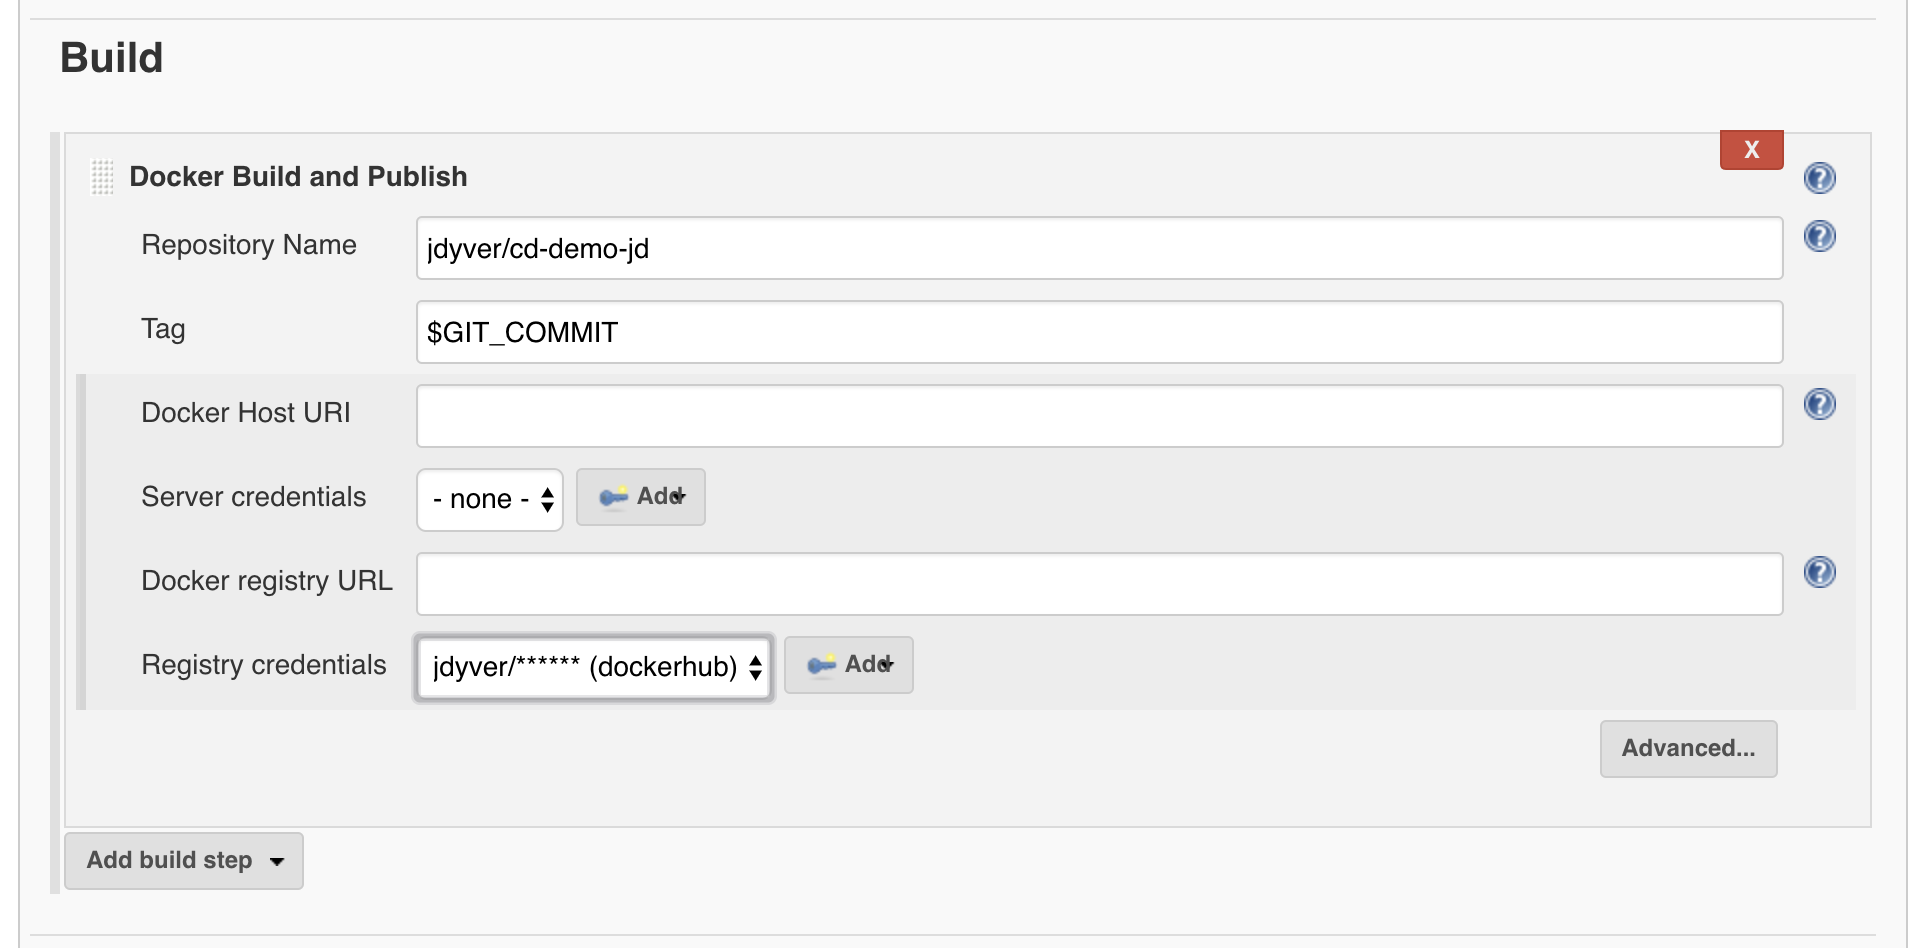 Build
X
Docker Build and Publish
Repository Name jdyver/cd-demo-jd
Tag $GIT_COMMIT
Docker Host URI
Server credentials - none - Add
Docker registry URL
Registry credentials jdyver/****** (dockerhub) Add
Advanced...
Add build step